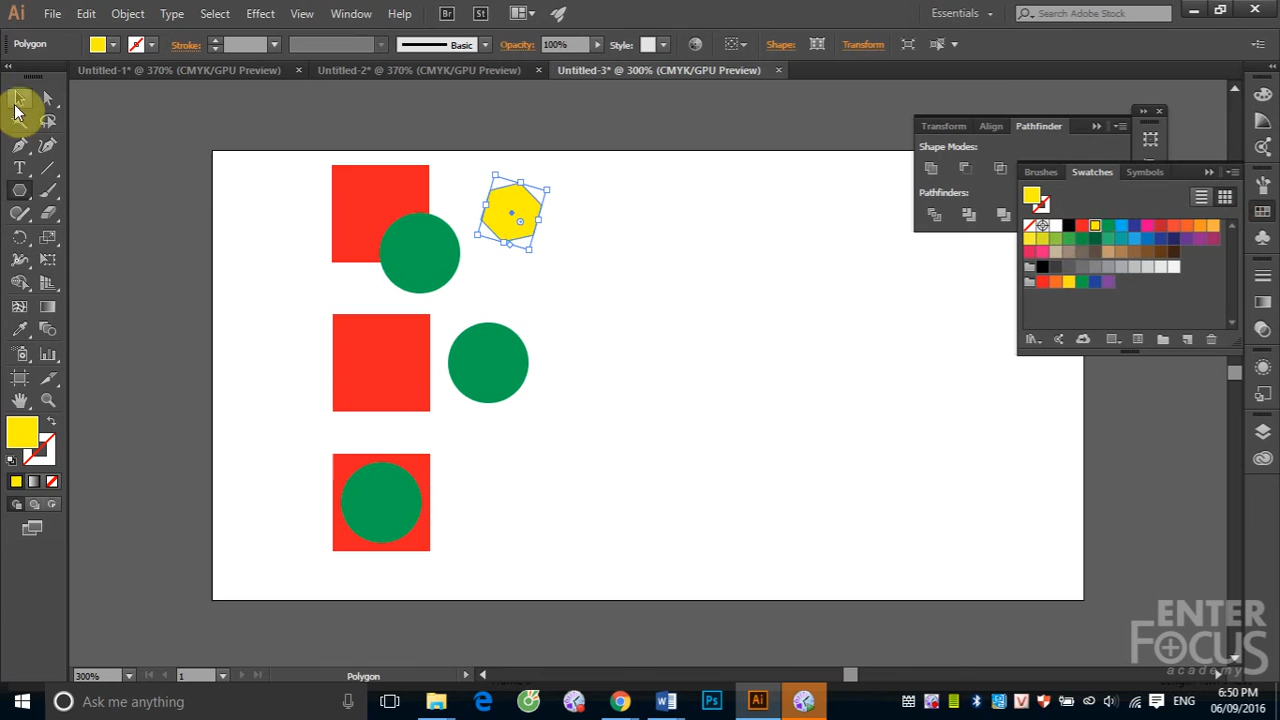 Ai File Edit Object Type Select Effect View Window Help Br St Essentials Search Adobe Stock
Polygon Stroke: Basic Opacity: 100% Style: Shape: Transform
Untitled-1* @ 370% (CMYK/GPU Preview) × Untitled-2* @ 370% (CMYK/GPU Preview) × Untitled-3* @ 300% (CMYK/GPU Preview) ×
Transform Align Pathfinder
Shape Modes:
Brushes Swatches Symbols
Pathfinders:
ENTER
FOCUS
academy
300% 1 Polygon
Ask me anything Ps Ai ENG 6:50 PM
06/09/2016